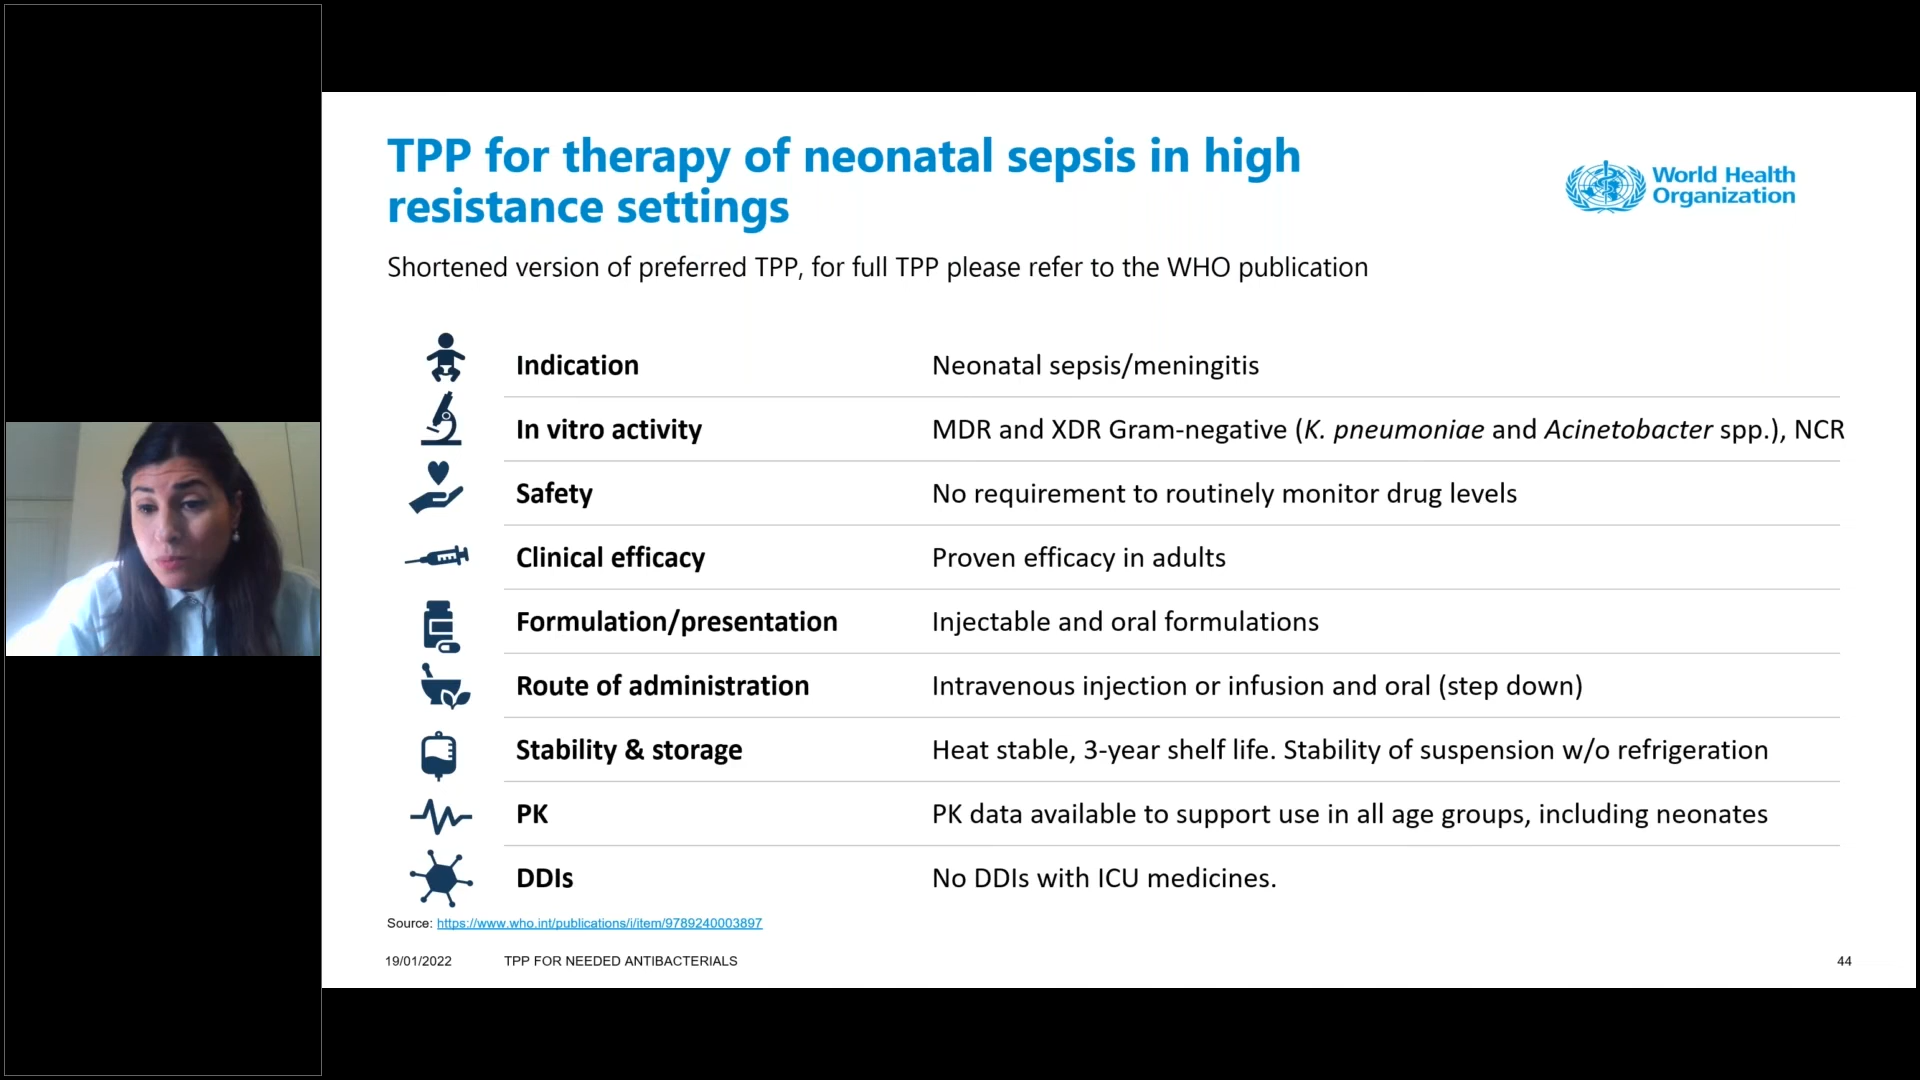 TPP for therapy of neonatal sepsis in high
resistance settings
World Health
Organization
Shortened version of preferred TPP, for full TPP please refer to the WHO publication
Indication Neonatal sepsis/meningitis
In vitro activity MDR and XDR Gram-negative (K. pneumoniae and Acinetobacter spp.), NCR
Safety No requirement to routinely monitor drug levels
Clinical efficacy Proven efficacy in adults
Formulation/presentation Injectable and oral formulations
Route of administration Intravenous injection or infusion and oral (step down)
Stability & storage Heat stable, 3-year shelf life. Stability of suspension w/o refrigeration
PK PK data available to support use in all age groups, including neonates
DDIs No DDIs with ICU medicines.
Source: https://www.who.int/publications/i/item/9789240003897
19/01/2022 TPP FOR NEEDED ANTIBACTERIALS 44